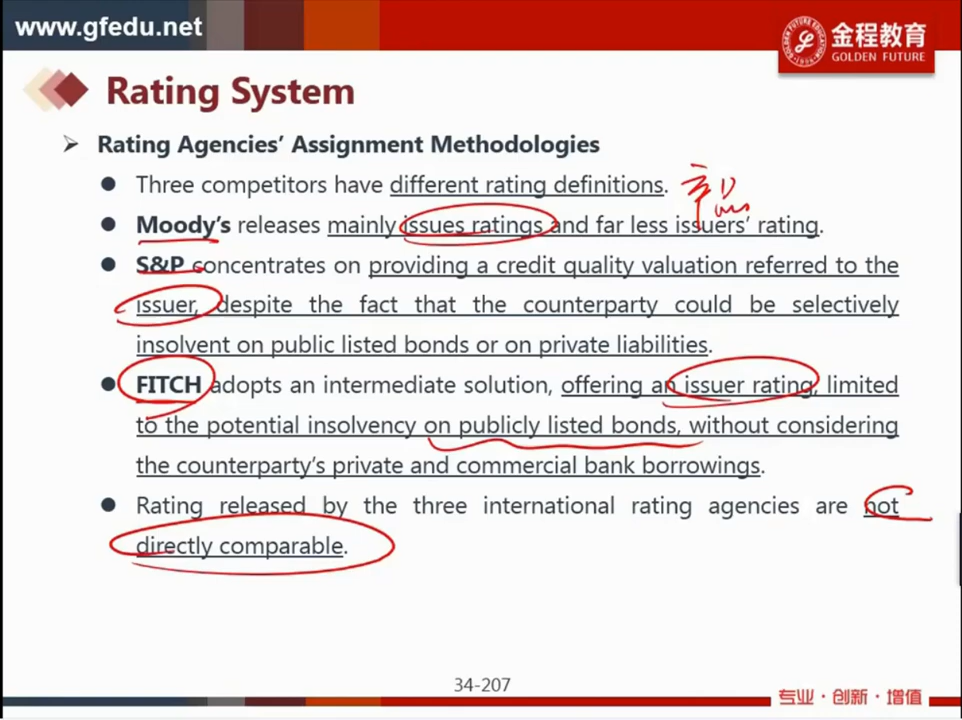 www.gfedu.net
金程教育
GOLDEN FUTURE
Rating System
Rating Agencies' Assignment Methodologies
Three competitors have different rating definitions.
Moody's releases mainly issues ratings and far less issuers' rating.
S&P concentrates on providing a credit quality valuation referred to the
issuer, despite the fact that the counterparty could be selectively
insolvent on public listed bonds or on private liabilities.
FITCH adopts an intermediate solution, offering an issuer rating, limited
to the potential insolvency on publicly listed bonds, without considering
the counterparty's private and commercial bank borrowings.
Rating released by the three international rating agencies are not
directly comparable.
34-207
专业·创新·增值